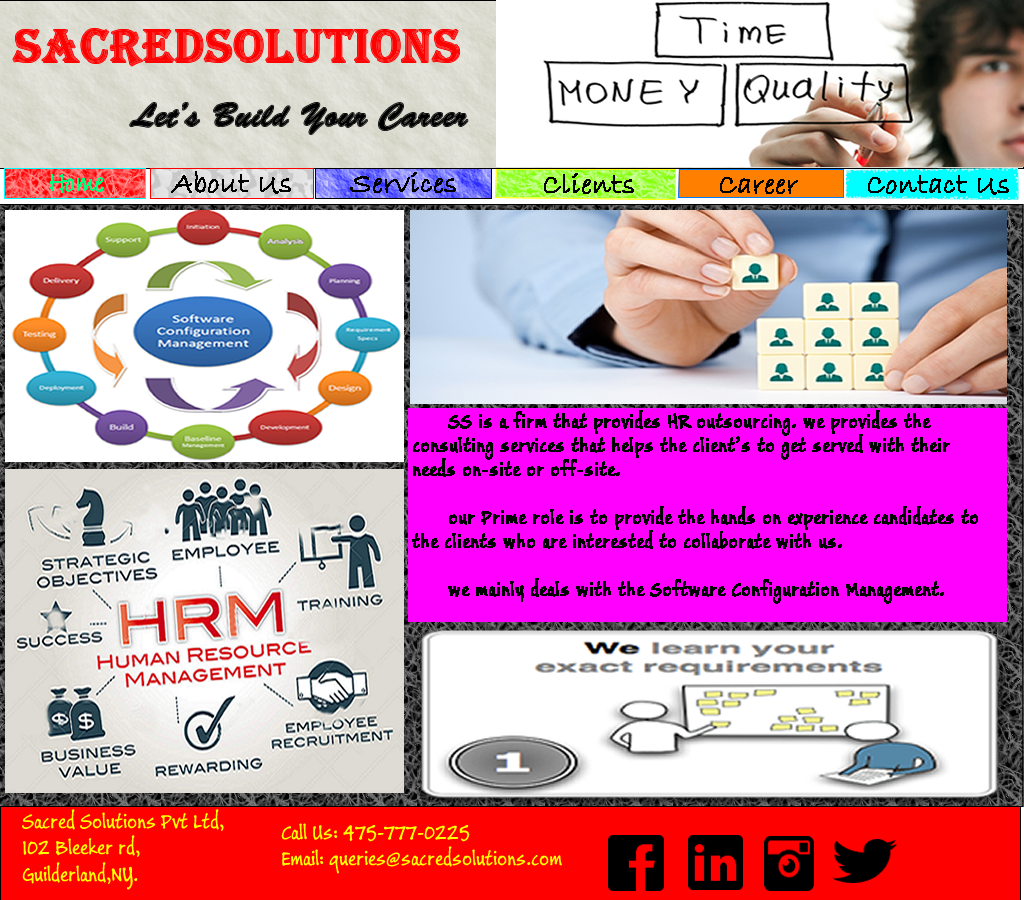 SACREDSOLUTIONS
Let's Build Your Career
TIME
MONEY
Quality
Home
About Us
Services
Clients
Career
Contact Us
Initiation
Analysis
Planning
Requirement
Specs
Design
Development
Baseline
Management
Build
Deployment
Testing
Delivery
Support
Software
Configuration
Management
SS is a firm that provides HR outsourcing. we provides the
consulting services that helps the client's to get served with their
needs on-site or off-site.
our Prime role is to provide the hands on experience candidates to
the clients who are interested to collaborate with us.
we mainly deals with the Software Configuration Management.
STRATEGIC
OBJECTIVES
EMPLOYEE
TRAINING
SUCCESS
HRM
HUMAN RESOURCE
MANAGEMENT
BUSINESS
VALUE
REWARDING
EMPLOYEE
RECRUITMENT
We learn your
exact requirements
1
Sacred Solutions Pvt Ltd,
102 Bleeker rd,
Guilderland,NY.
Call Us: 475-777-0225
Email: queries@sacredsolutions.com